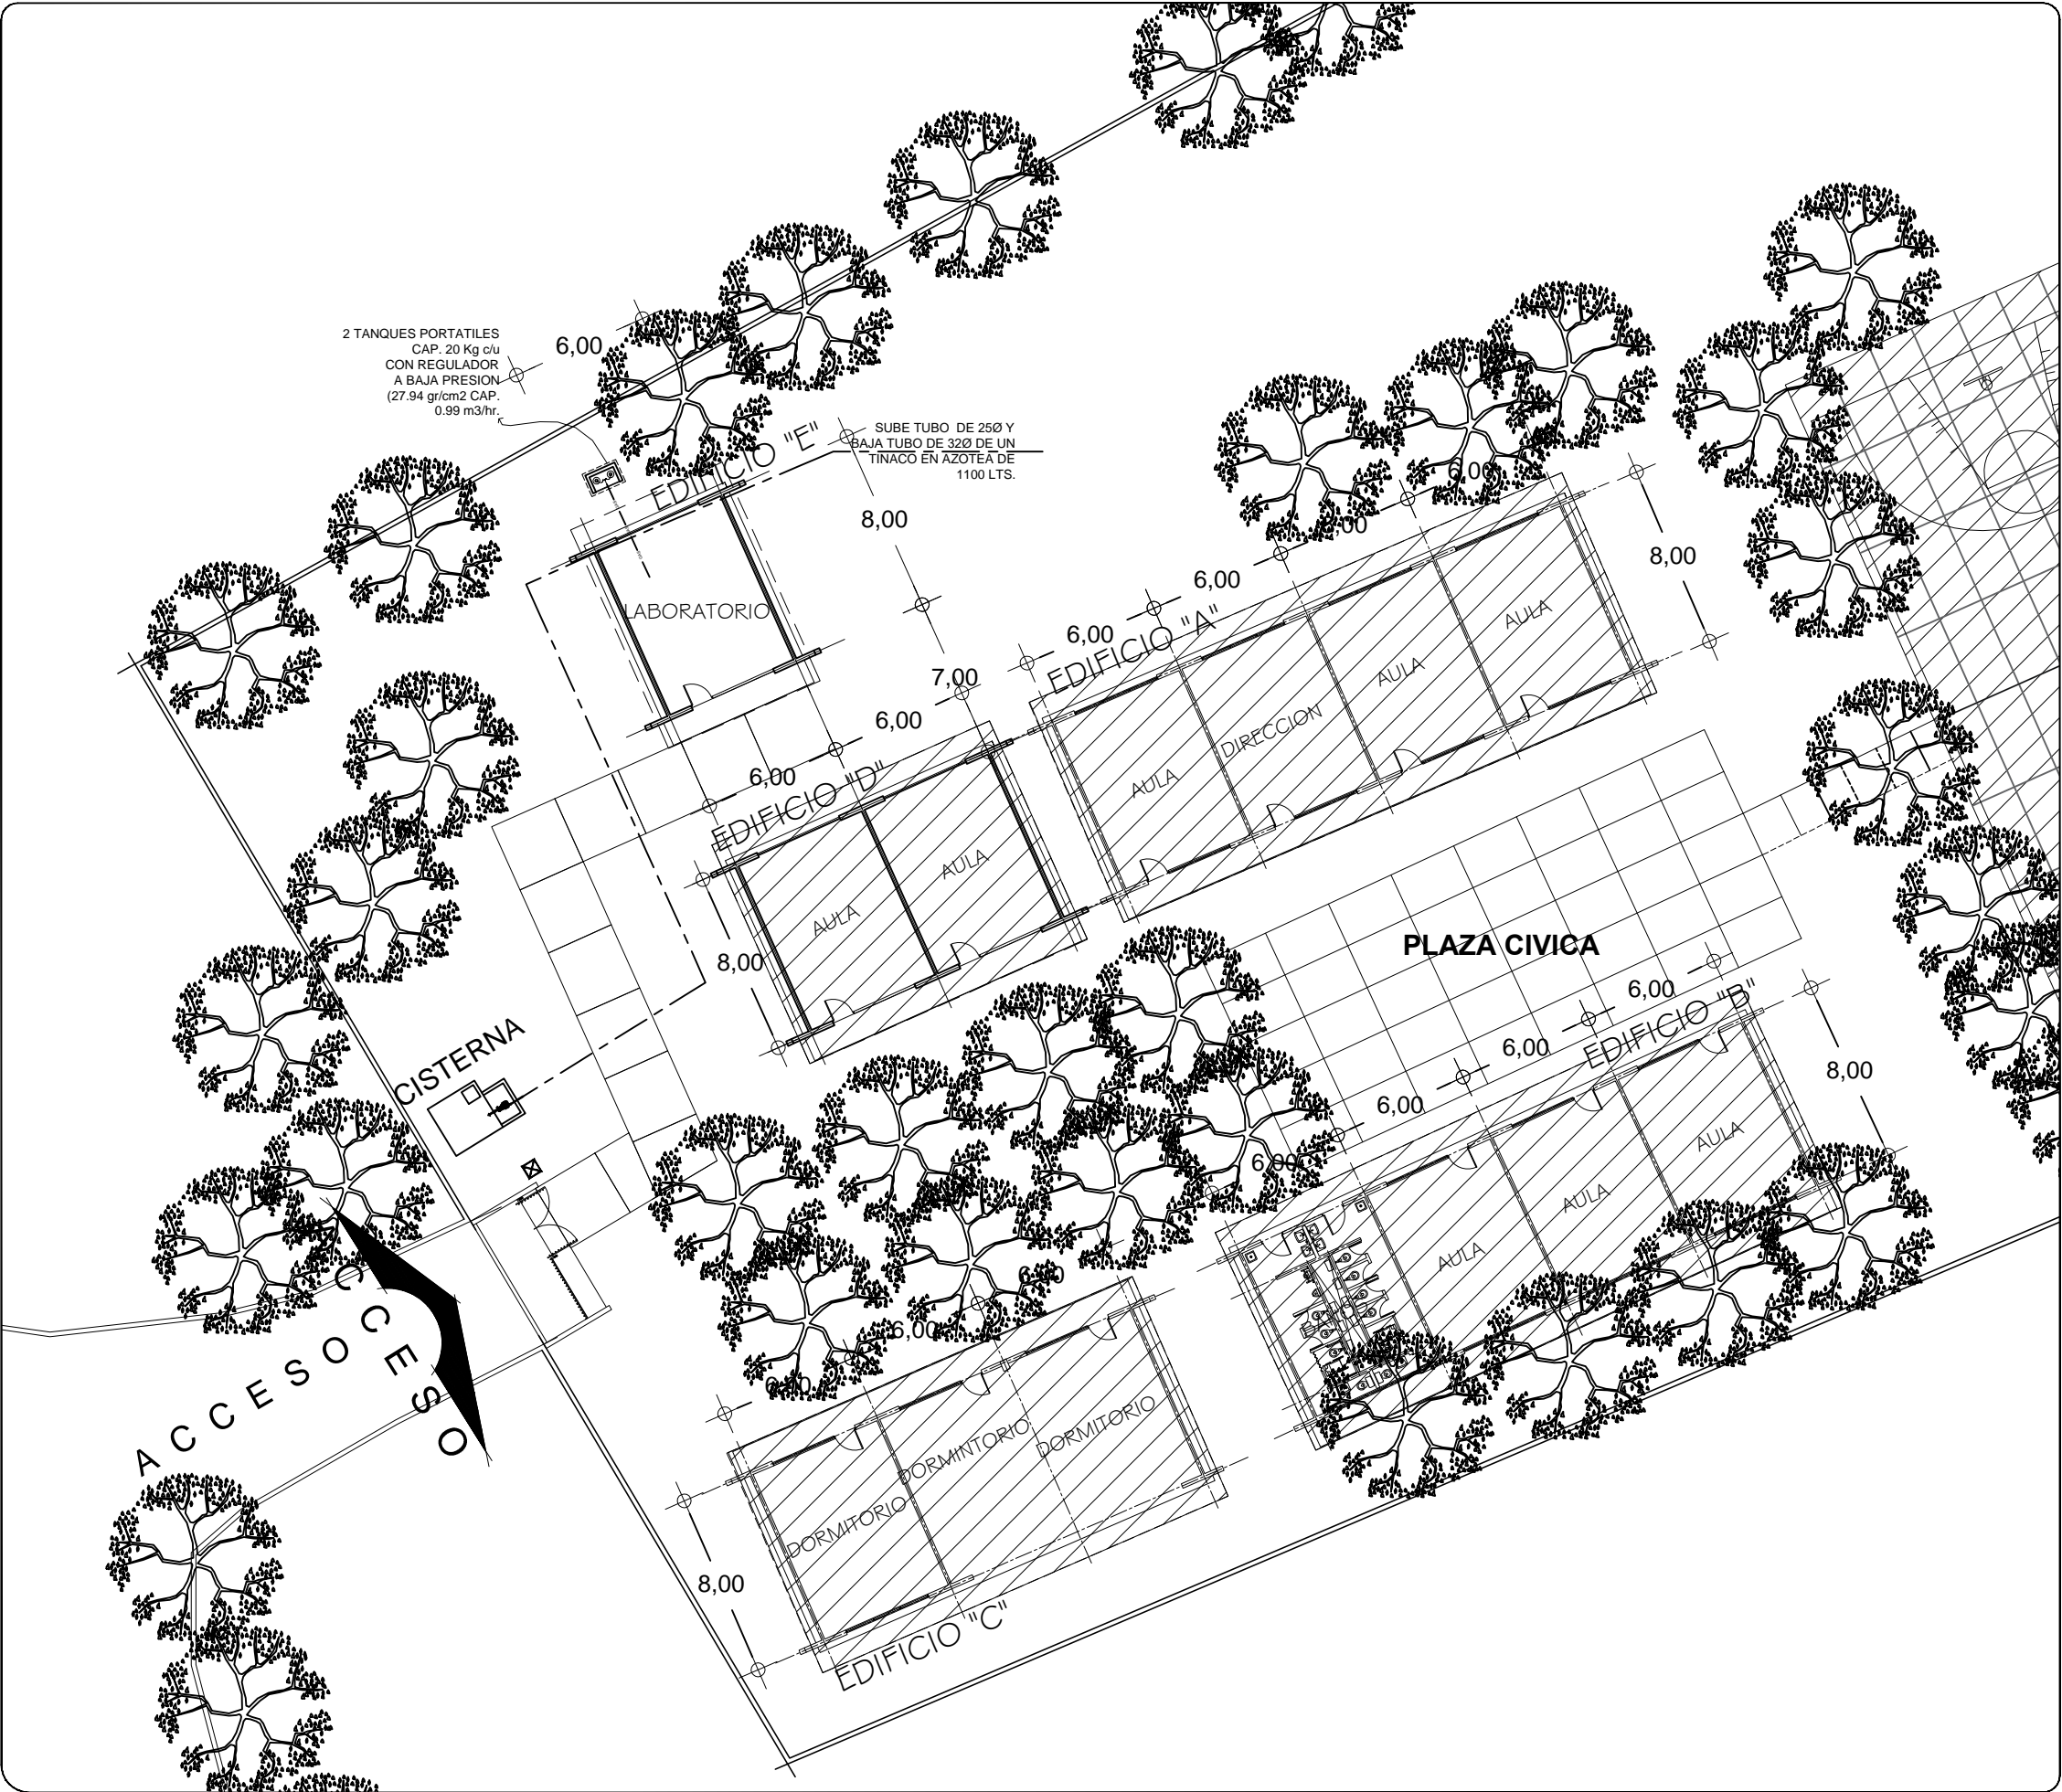 2 TANQUES PORTATILES
CAP. 20 Kg c/u
CON REGULADOR
A BAJA PRESION
(27.94 gr/cm2 CAP.
0.99 m3/hr.
6,00
EDIFICIO "E"
SUBE TUBO DE 25Ø Y
BAJA TUBO DE 32Ø DE UN
TINACO EN AZOTEA DE
1100 LTS.
8,00
LABORATORIO
7,00
6,00
6,00
EDIFICIO "D"
AULA
AULA
8,00
6,00
6,00
6,00
8,00
EDIFICIO "A"
AULA
DIRECCION
AULA
AULA
PLAZA CIVICA
6,00
6,00
6,00
6,00
8,00
EDIFICIO "B"
AULA
AULA
AULA
CISTERNA
ACCESO
CCESO
6,00
6,00
6,00
8,00
DORMITORIO
DORMINTORIO
DORMITORIO
EDIFICIO "C"